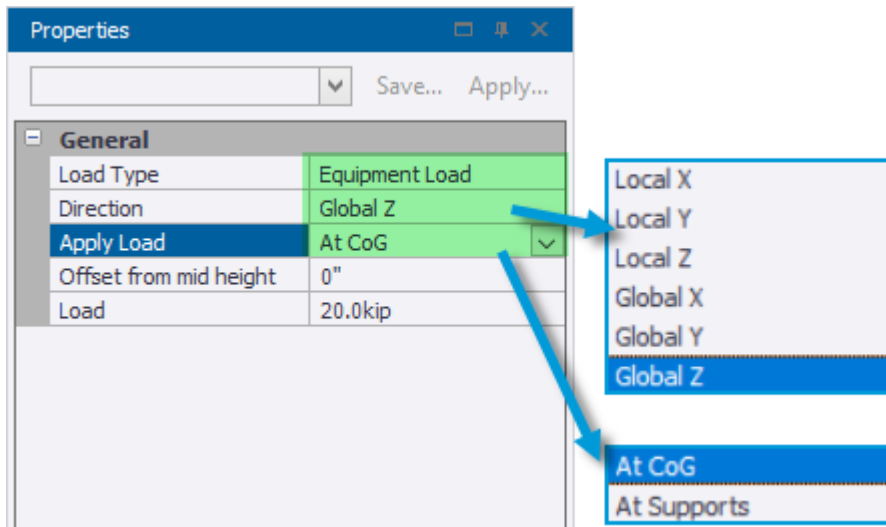 Properties
Save... Apply...
General
Load Type Equipment Load
Direction Global Z
Apply Load At CoG
Offset from mid height 0"
Load 20.0kip
Local X
Local Y
Local Z
Global X
Global Y
Global Z
At CoG
At Supports